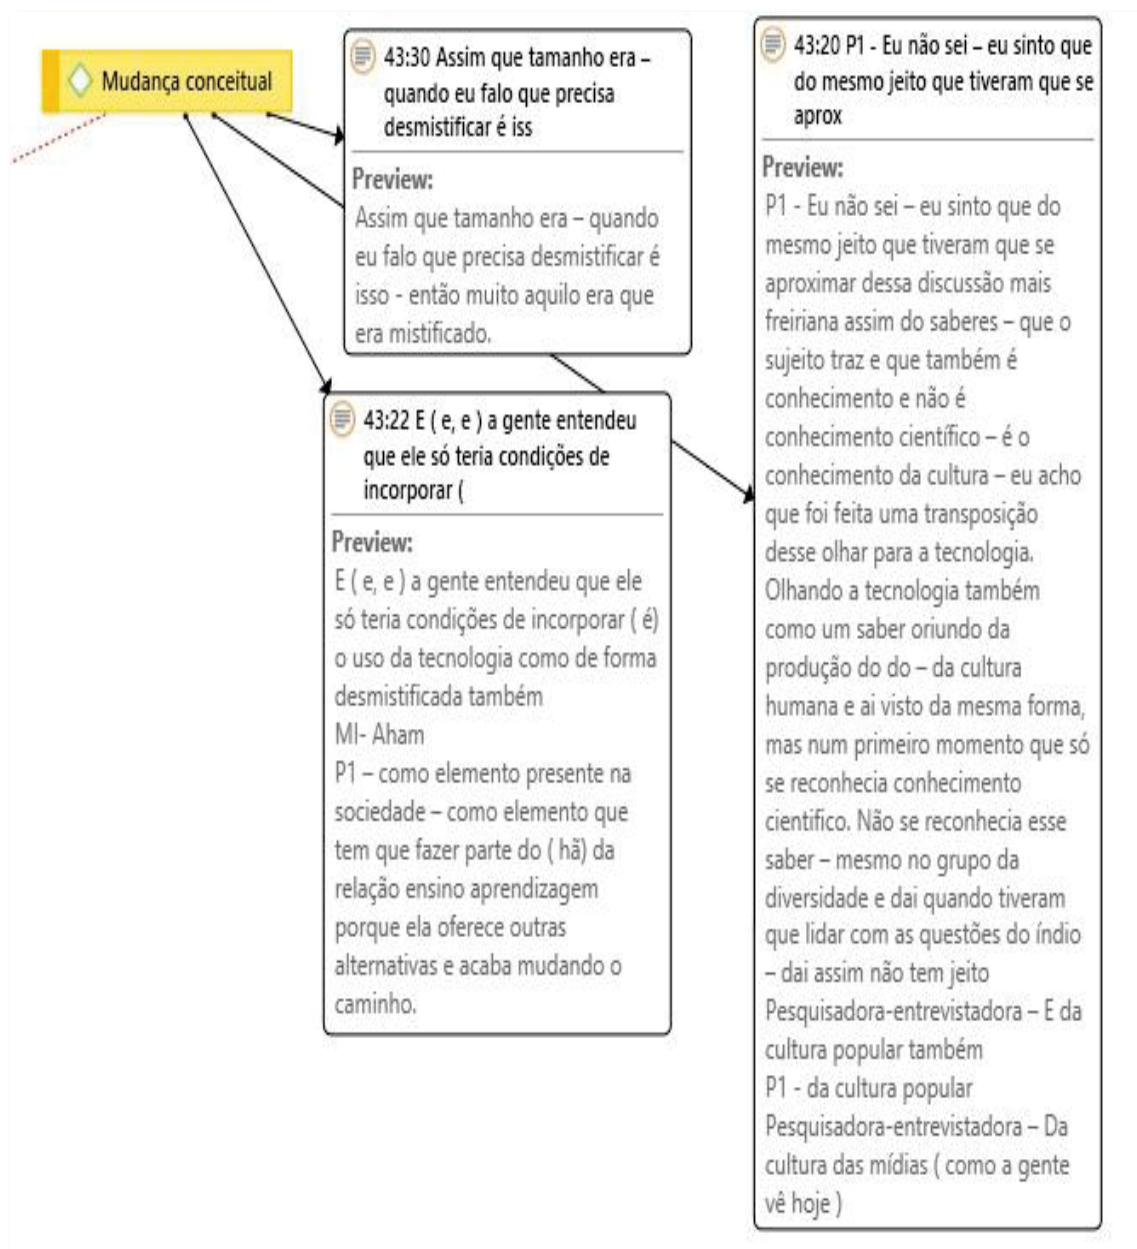 Mudança conceitual
43:30 Assim que tamanho era –
quando eu falo que precisa
desmistificar é iss
Preview:
Assim que tamanho era – quando
eu falo que precisa desmistificar é
isso - então muito aquilo era que
era mistificado.
43:22 E ( e, e ) a gente entendeu
que ele só teria condições de
incorporar (
Preview:
E ( e, e ) a gente entendeu que ele
só teria condições de incorporar ( é)
o uso da tecnologia como de forma
desmistificada também
MI- Aham
P1 – como elemento presente na
sociedade – como elemento que
tem que fazer parte do ( hã) da
relação ensino aprendizagem
porque ela oferece outras
alternativas e acaba mudando o
caminho.
43:20 P1 - Eu não sei – eu sinto que
do mesmo jeito que tiveram que se
aprox
Preview:
P1 - Eu não sei – eu sinto que do
mesmo jeito que tiveram que se
aproximar dessa discussão mais
freiriana assim do saberes – que o
sujeito traz e que também é
conhecimento e não é
conhecimento científico – é o
conhecimento da cultura – eu acho
que foi feita uma transposição
desse olhar para a tecnologia.
Olhando a tecnologia também
como um saber oriundo da
produção do do – da cultura
humana e ai visto da mesma forma,
mas num primeiro momento que só
se reconhecia conhecimento
cientifico. Não se reconhecia esse
saber – mesmo no grupo da
diversidade e dai quando tiveram
que lidar com as questões do índio
– dai assim não tem jeito
Pesquisadora-entrevistadora – E da
cultura popular também
P1 - da cultura popular
Pesquisadora-entrevistadora – Da
cultura das mídias ( como a gente
vê hoje )